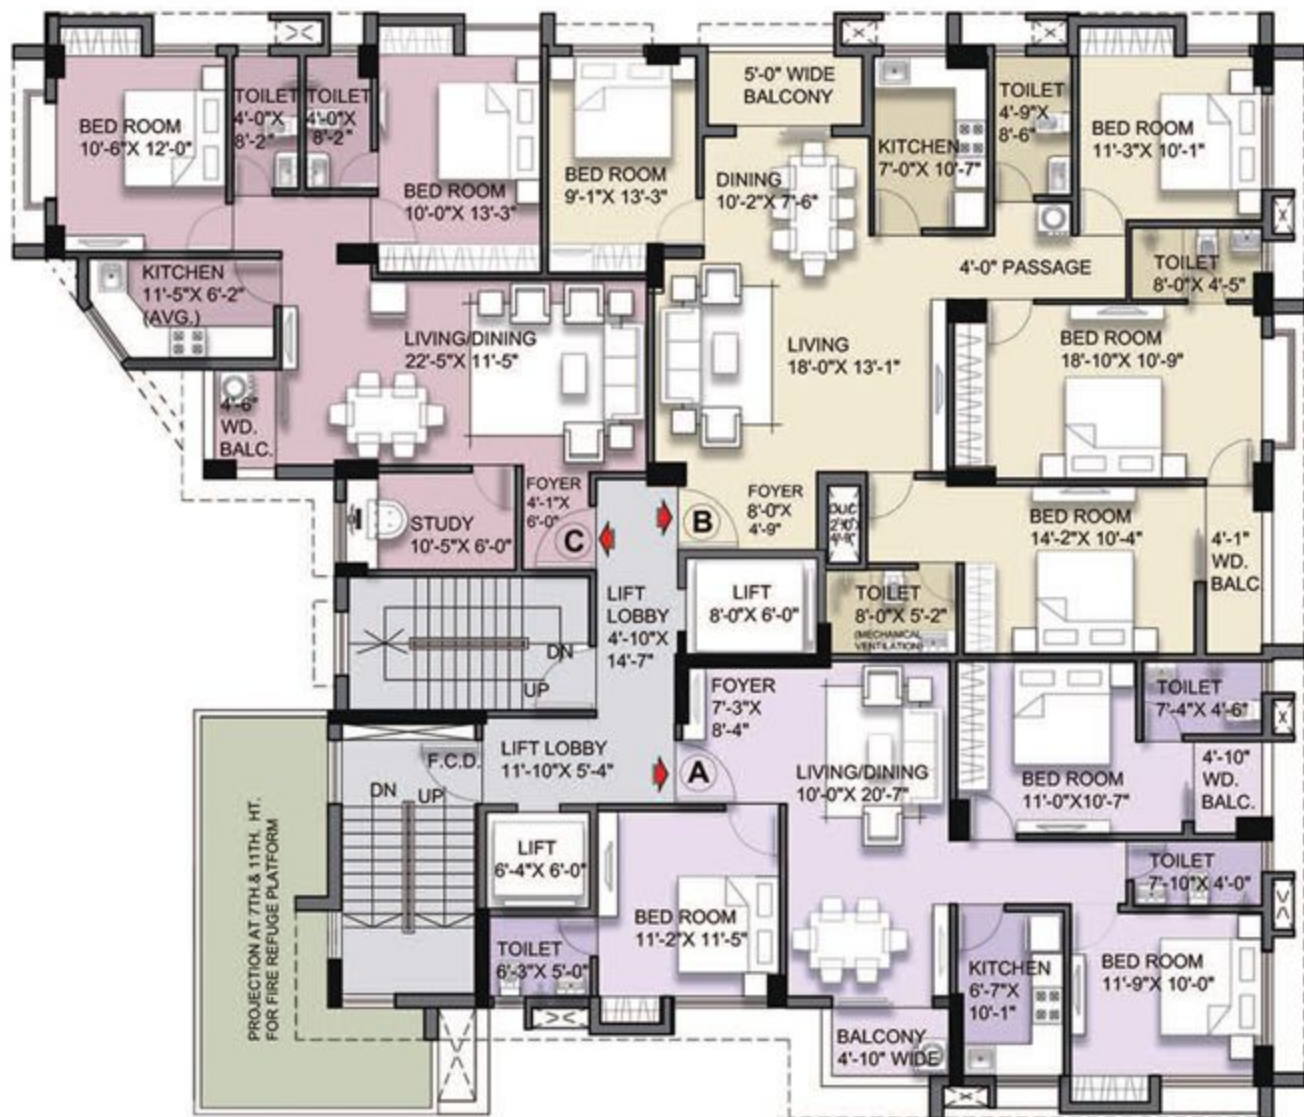 BED ROOM
10'-6"X 12'-0"
TOILET
4'-0"X
8'-2"
TOILET
4'-0"X
8'-2"
BED ROOM
10'-0"X 13'-3"
BED ROOM
9'-1"X 13'-3"
5'-0" WIDE
BALCONY
DINING
10'-2"X 7'-6"
KITCHEN
7'-0"X 10'-7"
TOILET
4'-9"X
8'-6"
BED ROOM
11'-3"X 10'-1"
KITCHEN
11'-5"X 6'-2"
(AVG.)
LIVING/DINING
22'-5"X 11'-5"
4'-6"
WD.
BALC.
LIVING
18'-0"X 13'-1"
4'-0" PASSAGE
TOILET
8'-0"X 4'-5"
BED ROOM
18'-10"X 10'-9"
STUDY
10'-5"X 6'-0"
FOYER
4'-1"X
6'-0"
C
B
FOYER
8'-0"X
4'-9"
BED ROOM
14'-2"X 10'-4"
4'-1"
WD.
BALC.
LIFT
LOBBY
4'-10"X
14'-7"
LIFT
8'-0"X 6'-0"
TOILET
8'-0"X 5'-2"
(MECHANICAL
VENTILATION)
DN
UP
FOYER
7'-3"X
8'-4"
TOILET
7'-4"X 4'-6"
LIFT LOBBY
11'-10"X 5'-4"
F.C.D.
DN
UP
A
LIVING/DINING
10'-0"X 20'-7"
BED ROOM
11'-0"X10'-7"
4'-10"
WD.
BALC.
LIFT
6'-4"X 6'-0"
TOILET
7'-10"X 4'-0"
BED ROOM
11'-2"X 11'-5"
TOILET
6'-3"X 5'-0"
KITCHEN
6'-7"X
10'-1"
BED ROOM
11'-9"X 10'-0"
BALCONY
4'-10" WIDE
PROJECTION AT 7TH.& 11TH. HT.
FOR FIRE REFUGE PLATFORM